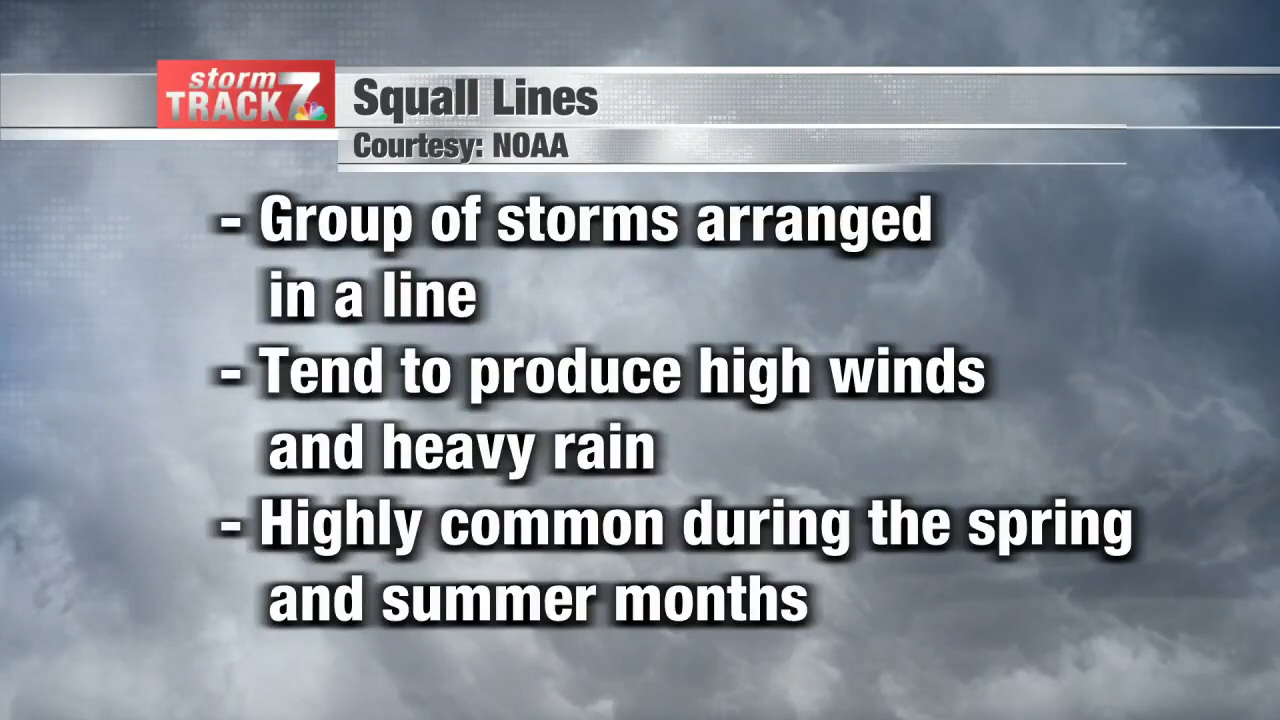 storm
TRACK 7
Squall Lines
Courtesy: NOAA
- Group of storms arranged
in a line
- Tend to produce high winds
and heavy rain
- Highly common during the spring
and summer months